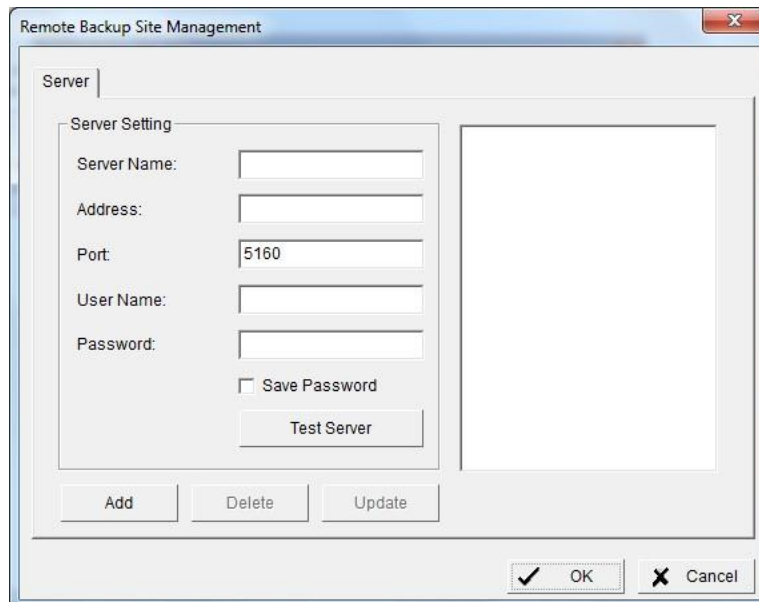 Remote Backup Site Management
Server
Server Setting
Server Name:
Address:
Port: 5160
User Name:
Password:
Save Password
Test Server
Add Delete Update
OK Cancel